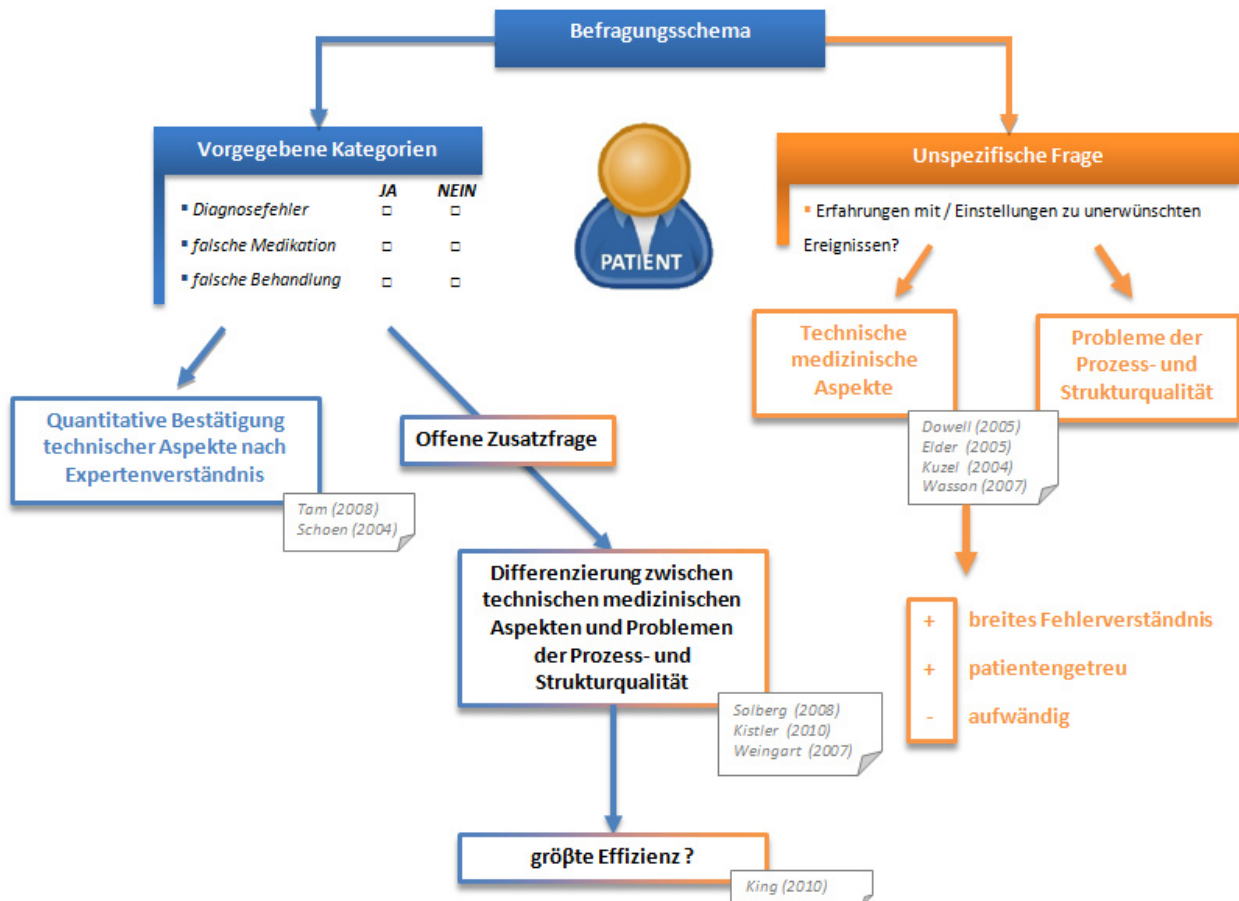 Befragungsschema
Vorgegebene Kategorien
JA NEIN
▪ Diagnosefehler □ □
▪ falsche Medikation □ □
▪ falsche Behandlung □ □
PATIENT
Unspezifische Frage
▪ Erfahrungen mit / Einstellungen zu unerwünschten
Ereignissen?
Technische
medizinische
Aspekte
Probleme der
Prozess- und
Strukturqualität
Dowell (2005)
Elder (2005)
Kuzel (2004)
Wasson (2007)
Quantitative Bestätigung
technischer Aspekte nach
Expertenverständnis
Tam (2008)
Schoen (2004)
Offene Zusatzfrage
Differenzierung zwischen
technischen medizinischen
Aspekten und Problemen
der Prozess- und
Strukturqualität
Solberg (2008)
Kistler (2010)
Weingart (2007)
+ breites Fehlerverständnis
+ patientengetreu
- aufwändig
größte Effizienz ?
King (2010)